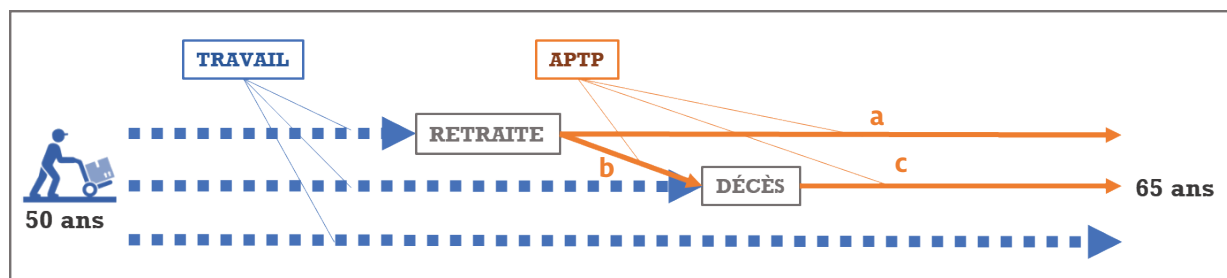 TRAVAIL
APTP
a
RETRAITE
b
c
DÉCÈS
50 ans
65 ans